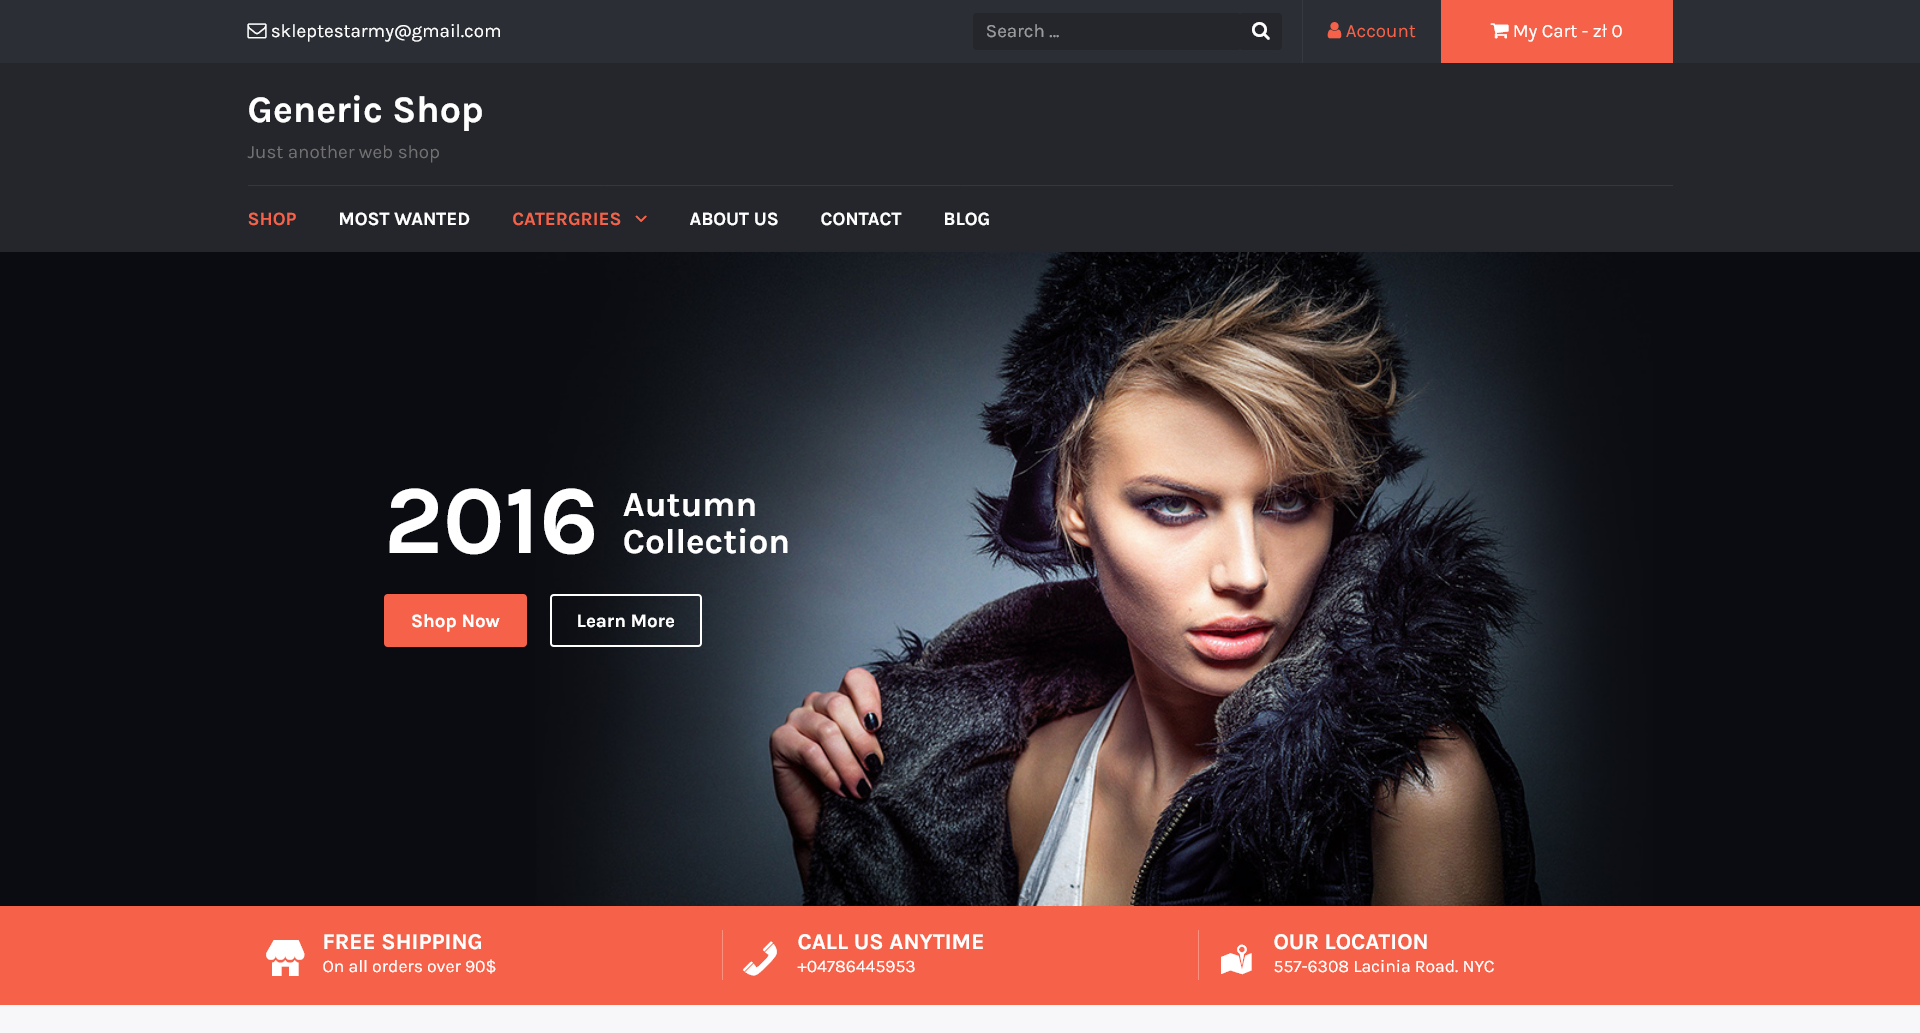 skleptestarmy@gmail.com
Search ...
Account
My Cart - zł 0
Generic Shop
Just another web shop
SHOP
MOST WANTED
CATERGRIES
ABOUT US
CONTACT
BLOG
2016
Autumn
Collection
Shop Now
Learn More
FREE SHIPPING
On all orders over 90$
CALL US ANYTIME
+04786445953
OUR LOCATION
557-6308 Lacinia Road. NYC